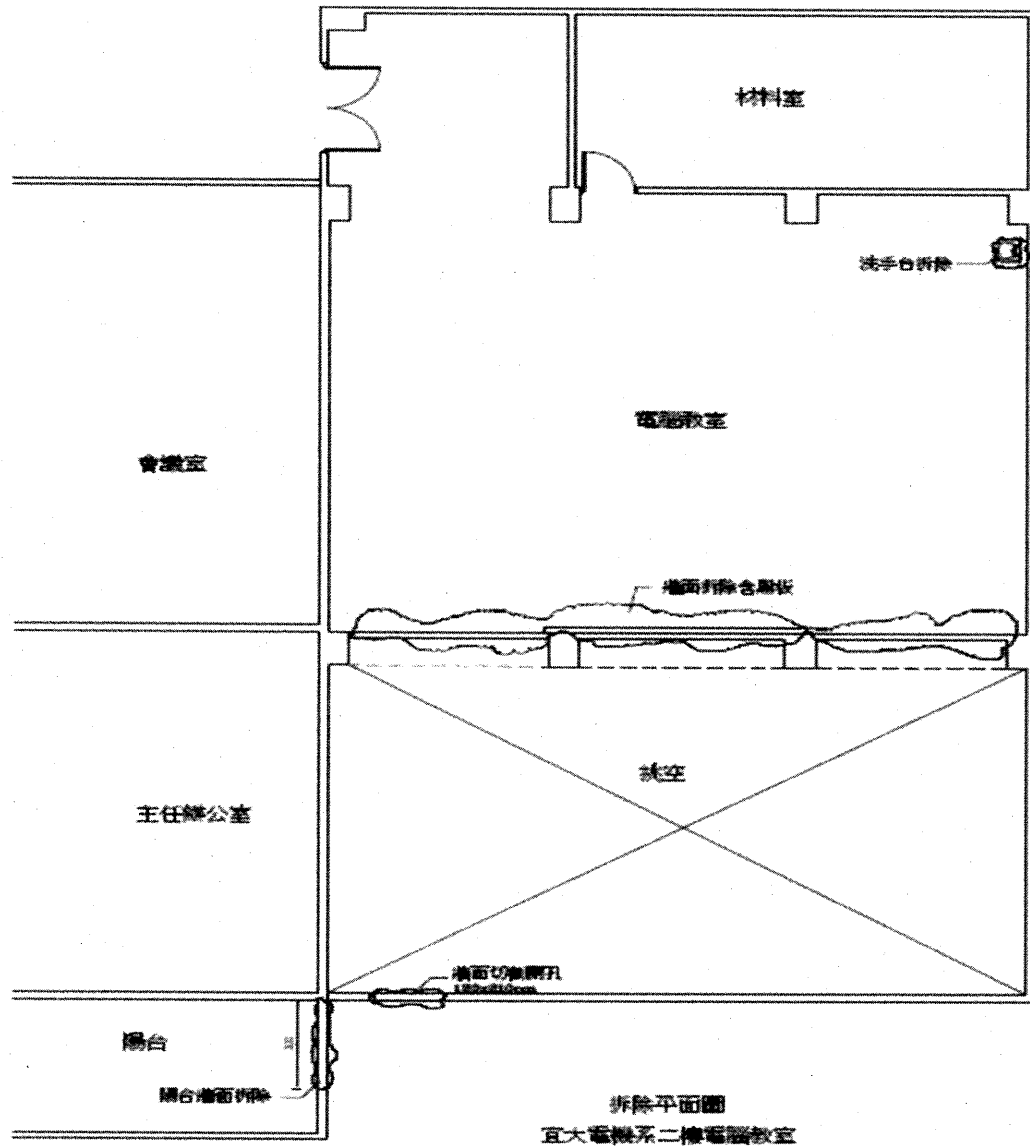 材料室
洗手台拆除
電腦教室
會議室
牆面拆除含黑板
挑空
主任辦公室
牆面切割開孔
陽台
陽台牆面拆除
拆除平面圖
宜大電機系二樓電腦教室